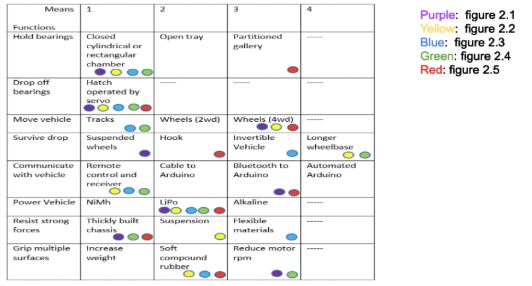 Means 1 2 3 4
Functions
Hold bearings Closed cylindrical or rectangular chamber Open tray Partitioned gallery -----
Drop off bearings Hatch operated by servo ----- ----- -----
Move vehicle Tracks Wheels (2wd) Wheels (4wd) -----
Survive drop Suspended wheels Hook Invertible Vehicle Longer wheelbase
Communicate with vehicle Remote control and receiver Cable to Arduino Bluetooth to Arduino Automated Arduino
Power Vehicle NiMh LiPo Alkaline -----
Resist strong forces Thickly built chassis Suspension Flexible materials -----
Grip multiple surfaces Increase weight Soft compound rubber Reduce motor rpm -----
Purple: figure 2.1
Yellow: figure 2.2
Blue: figure 2.3
Green: figure 2.4
Red: figure 2.5